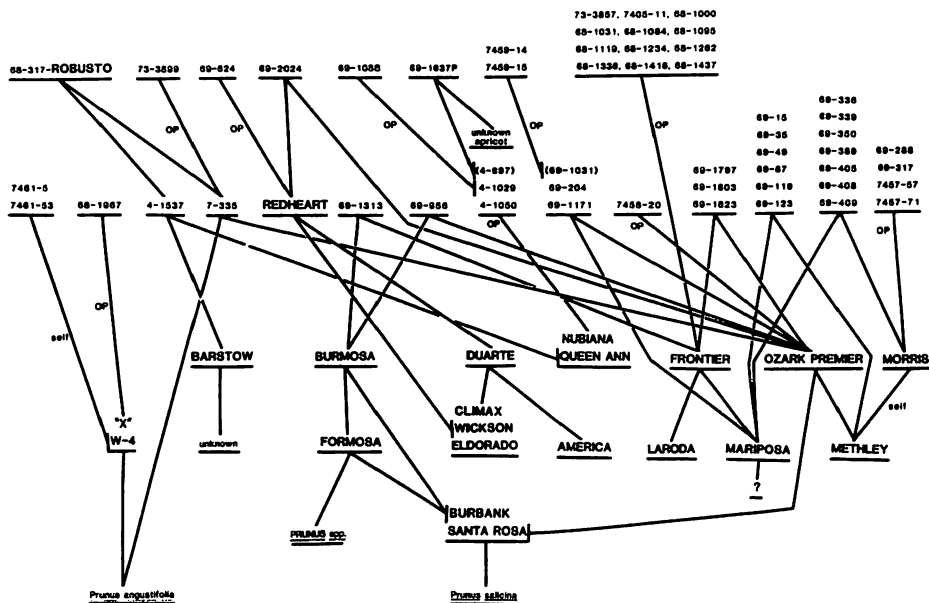 73-3857, 7405-11, 68-1000
68-1031, 68-1084, 68-1095
68-1119, 68-1234, 68-1262
68-1336, 68-1416, 68-1437
7459-14
7459-15
68-317-ROBUSTO
73-3899
69-624
69-2024
69-1088
69-1637P
OP
OP
OP
OP
OP
unknown
apricot
69-15
69-35
69-49
69-87
69-119
69-123
69-336
69-339
69-350
69-389
69-405
69-408
69-409
69-288
69-317
7457-57
7457-71
(4-697)
4-1029
4-1050
(69-1031)
69-204
69-1171
69-1797
69-1803
69-1823
7461-5
7461-53
68-1967
4-1537
7-335
REDHEART
69-1313
69-956
7458-20
OP
OP
OP
OP
self
BARSTOW
BURMOSA
DUARTE
NUBIANA
QUEEN ANN
FRONTIER
OZARK PREMIER
MORRIS
self
"X"
W-4
unknown
FORMOSA
CLIMAX
WICKSON
ELDORADO
AMERICA
LARODA
MARIPOSA
METHLEY
?
PRUNUS spp.
BURBANK
SANTA ROSA
Prunus angustifolia
Prunus salicina